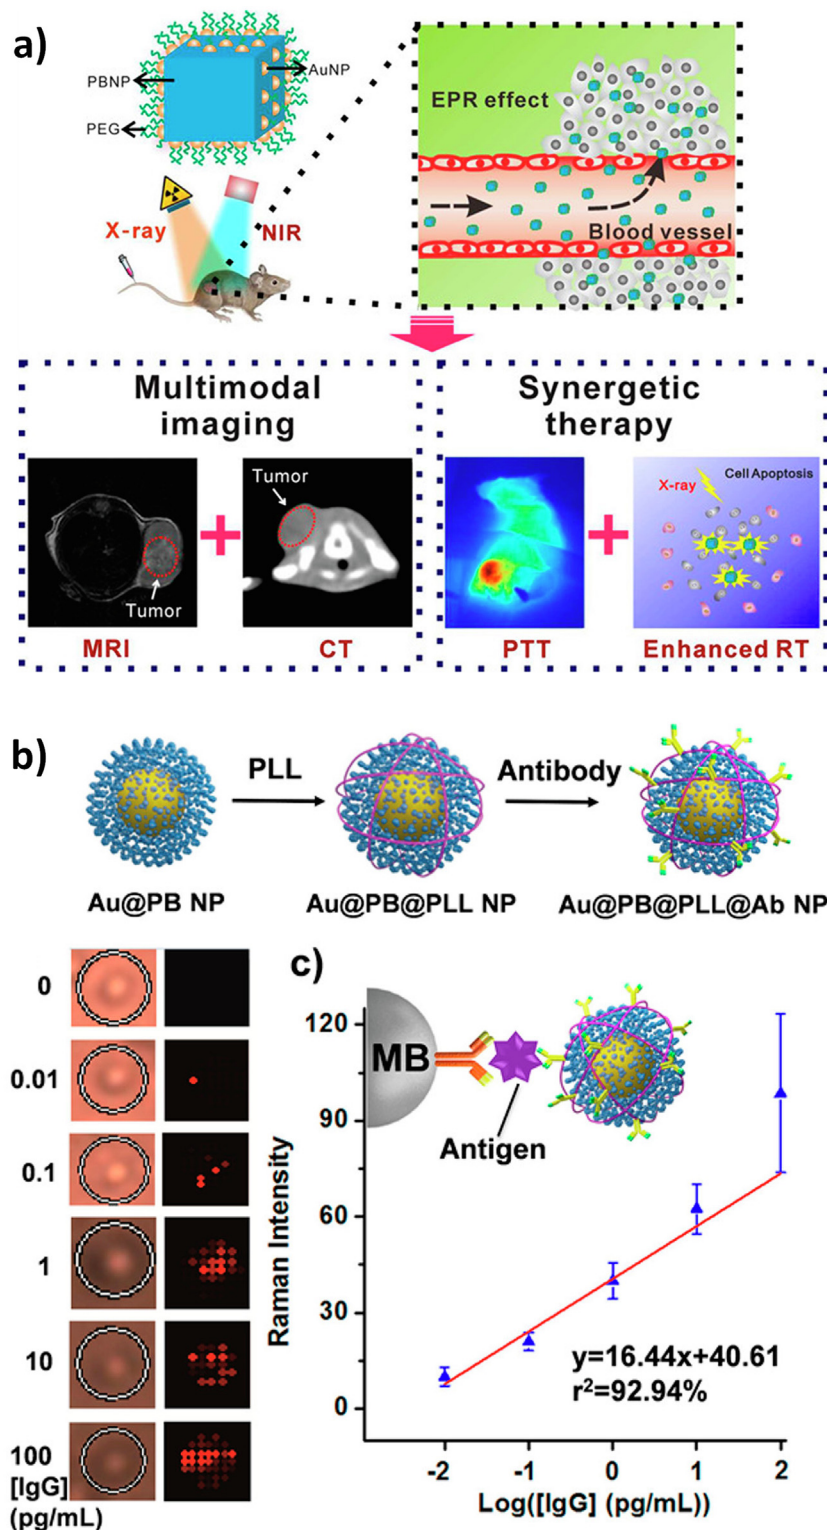 a)
PBNP
AuNP
PEG
X-ray
NIR
EPR effect
Blood vessel
Multimodal
imaging
Synergetic
therapy
Tumor
MRI
Tumor
CT
PTT
X-ray
Cell Apoptosis
Enhanced RT
b)
PLL
Antibody
Au@PB NP
Au@PB@PLL NP
Au@PB@PLL@Ab NP
0
0.01
0.1
1
10
100
[IgG]
(pg/mL)
c)
MB
Antigen
Raman Intensity
120
90
60
30
0
y=16.44x+40.61
r²=92.94%
-2 -1 0 1 2
Log([IgG] (pg/mL))